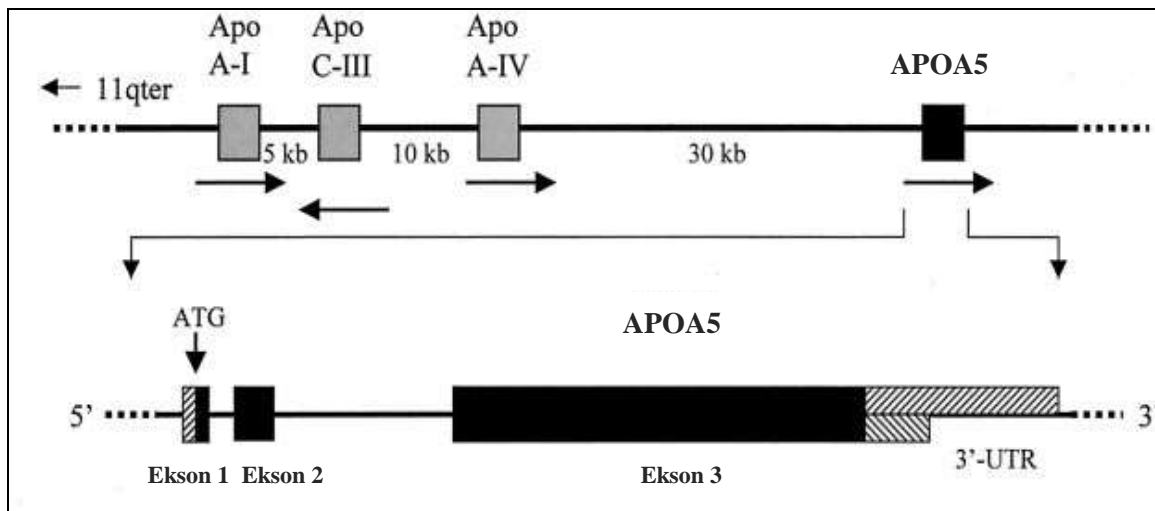 Apo
A-I
Apo
C-III
Apo
A-IV
APOA5
11qter
5 kb
10 kb
30 kb
APOA5
ATG
5’
3’
Ekson 1
Ekson 2
Ekson 3
3’-UTR